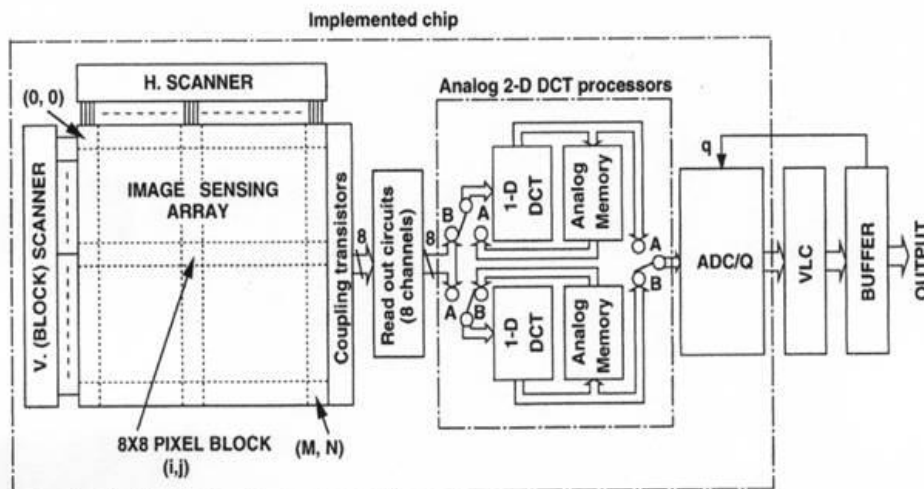 Implemented chip
H. SCANNER
(0, 0)
V. (BLOCK) SCANNER
IMAGE SENSING
ARRAY
Coupling transistors
8
Read out circuits
(8 channels)
8
Analog 2-D DCT processors
B
A
1-D
DCT
Analog
Memory
A
A
B
1-D
DCT
Analog
Memory
B
q
ADC/Q
VLC
BUFFER
OUTPUT
8X8 PIXEL BLOCK
(i,j)
(M, N)